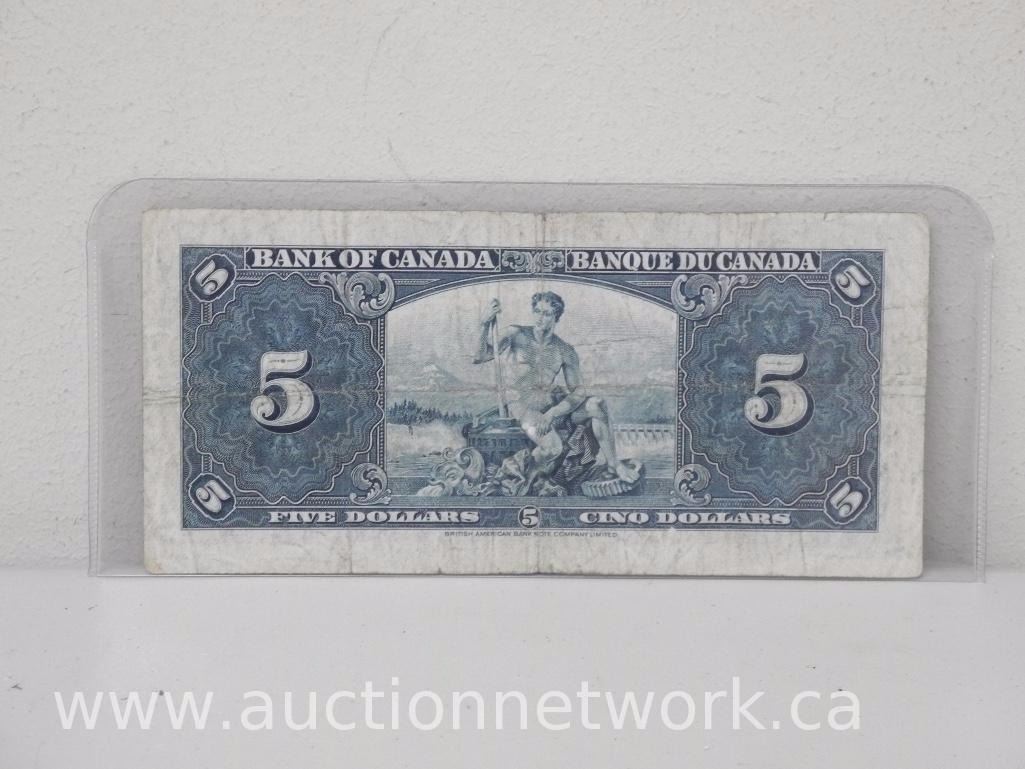 5 BANK OF CANADA BANQUE DU CANADA 5
5 5
5 FIVE DOLLARS 5 CINQ DOLLARS 5
BRITISH AMERICAN BANK NOTE COMPANY LIMITED
www.auctionnetwork.ca